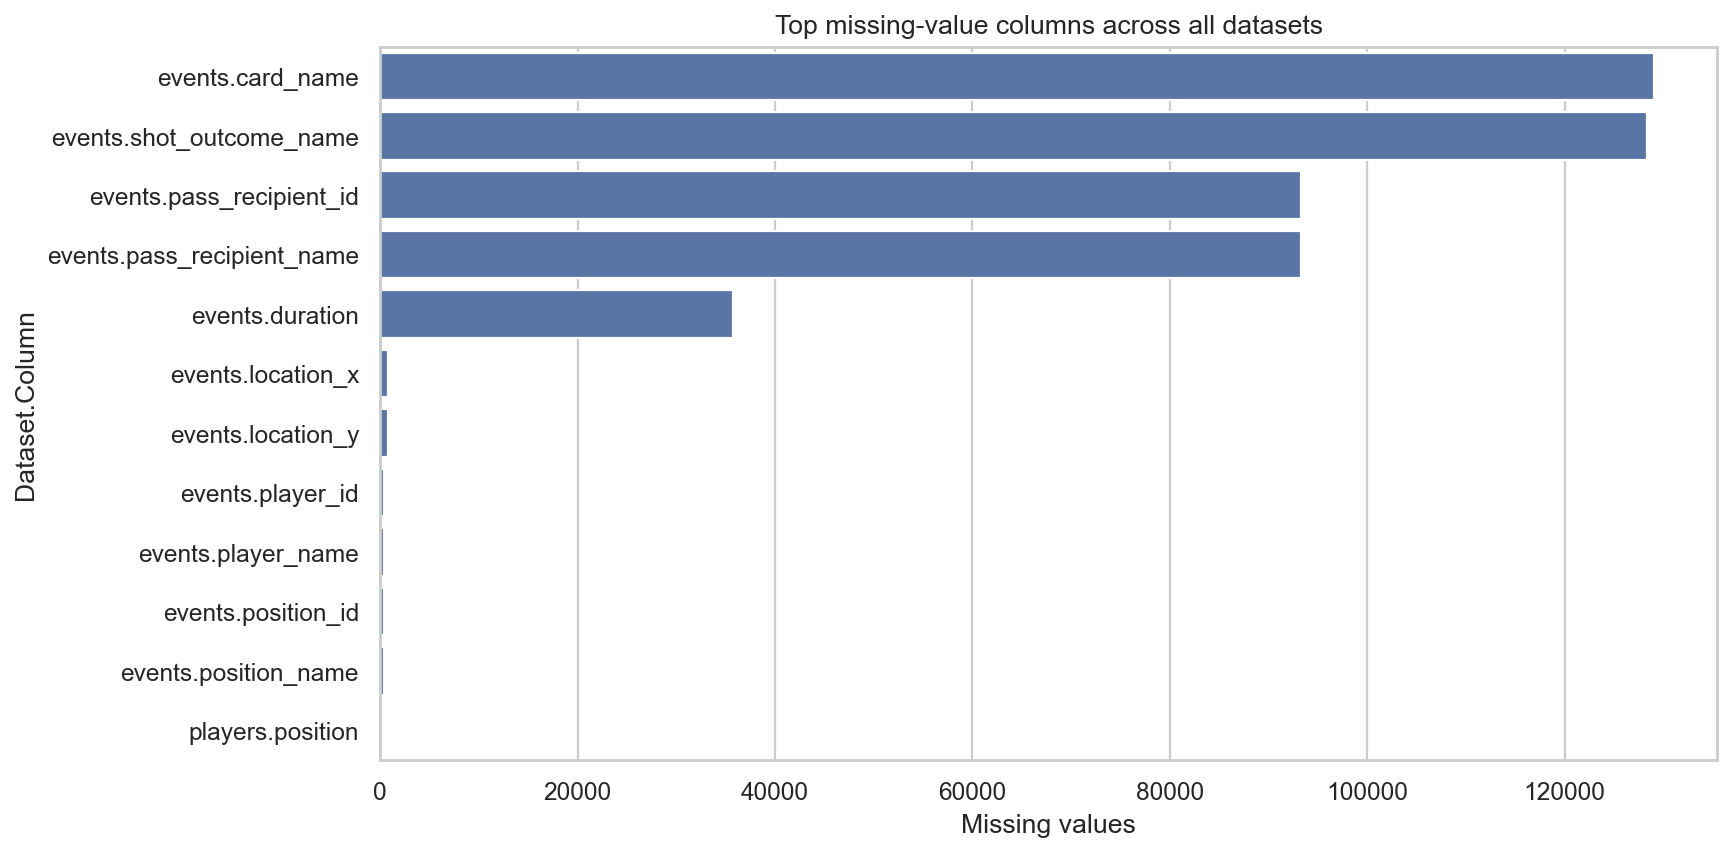 Top missing-value columns across all datasets
events.card_name
events.shot_outcome_name
events.pass_recipient_id
events.pass_recipient_name
events.duration
events.location_x
events.location_y
events.player_id
events.player_name
events.position_id
events.position_name
players.position
Dataset.Column
0 20000 40000 60000 80000 100000 120000
Missing values